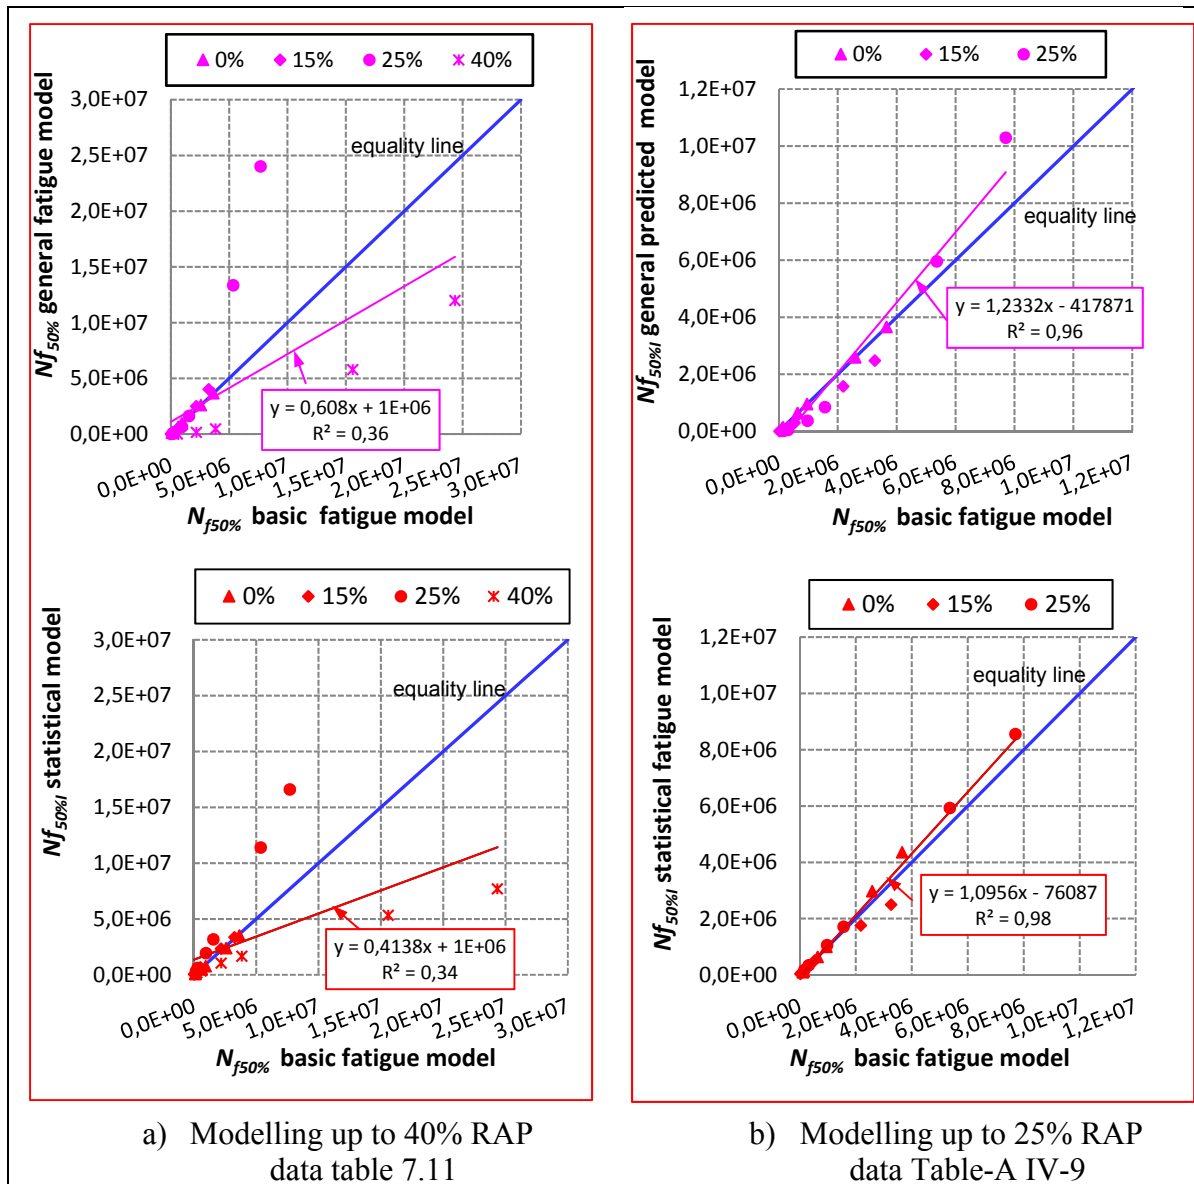 0% 15% 25% 40%
3,0E+07
2,5E+07
2,0E+07
1,5E+07
1,0E+07
5,0E+06
0,0E+00
Nf50% general fatigue model
equality line
y = 0,608x + 1E+06
R² = 0,36
0,0E+00 5,0E+06 1,0E+07 1,5E+07 2,0E+07 2,5E+07 3,0E+07
Nf50% basic fatigue model
0% 15% 25%
1,2E+07
1,0E+07
8,0E+06
6,0E+06
4,0E+06
2,0E+06
0,0E+00
Nf50%I general predicted model
equality line
y = 1,2332x - 417871
R² = 0,96
0,0E+00 2,0E+06 4,0E+06 6,0E+06 8,0E+06 1,0E+07 1,2E+07
Nf50% basic fatigue model
0% 15% 25% 40%
3,0E+07
2,5E+07
2,0E+07
1,5E+07
1,0E+07
5,0E+06
0,0E+00
Nf50%I statistical model
equality line
y = 0,4138x + 1E+06
R² = 0,34
0,0E+00 5,0E+06 1,0E+07 1,5E+07 2,0E+07 2,5E+07 3,0E+07
Nf50% basic fatigue model
0% 15% 25%
1,2E+07
1,0E+07
8,0E+06
6,0E+06
4,0E+06
2,0E+06
0,0E+00
Nf50%I statistical fatigue model
equality line
y = 1,0956x - 76087
R² = 0,98
0,0E+00 2,0E+06 4,0E+06 6,0E+06 8,0E+06 1,0E+07 1,2E+07
Nf50% basic fatigue model
a) Modelling up to 40% RAP
data table 7.11
b) Modelling up to 25% RAP
data Table-A IV-9